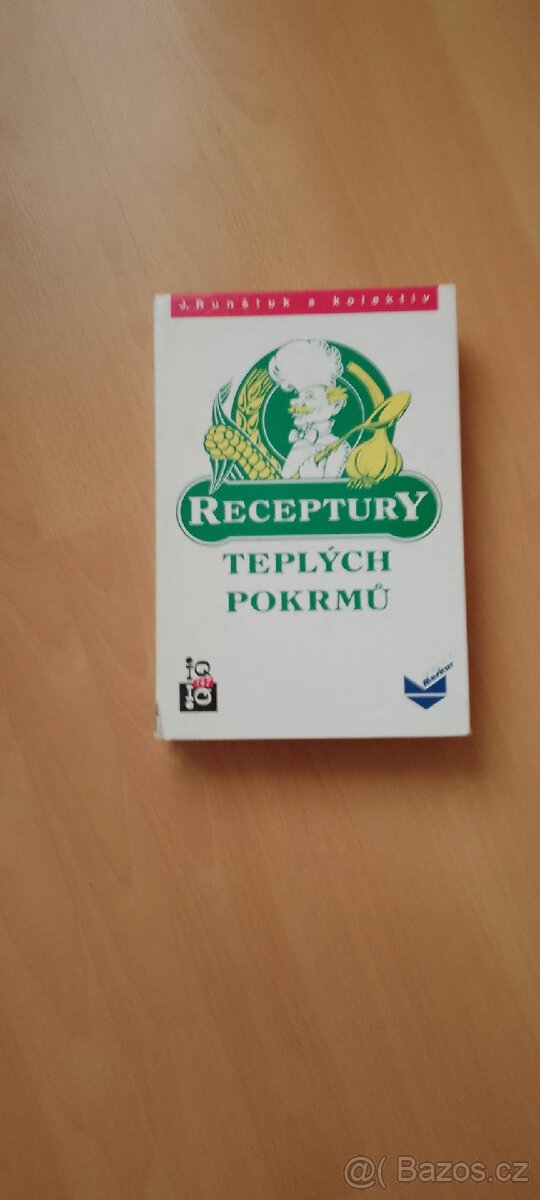 J. Runštuk a kolektiv
RECEPTURY
TEPLÝCH
POKRMŮ
Merkur
@( Bazos.cz